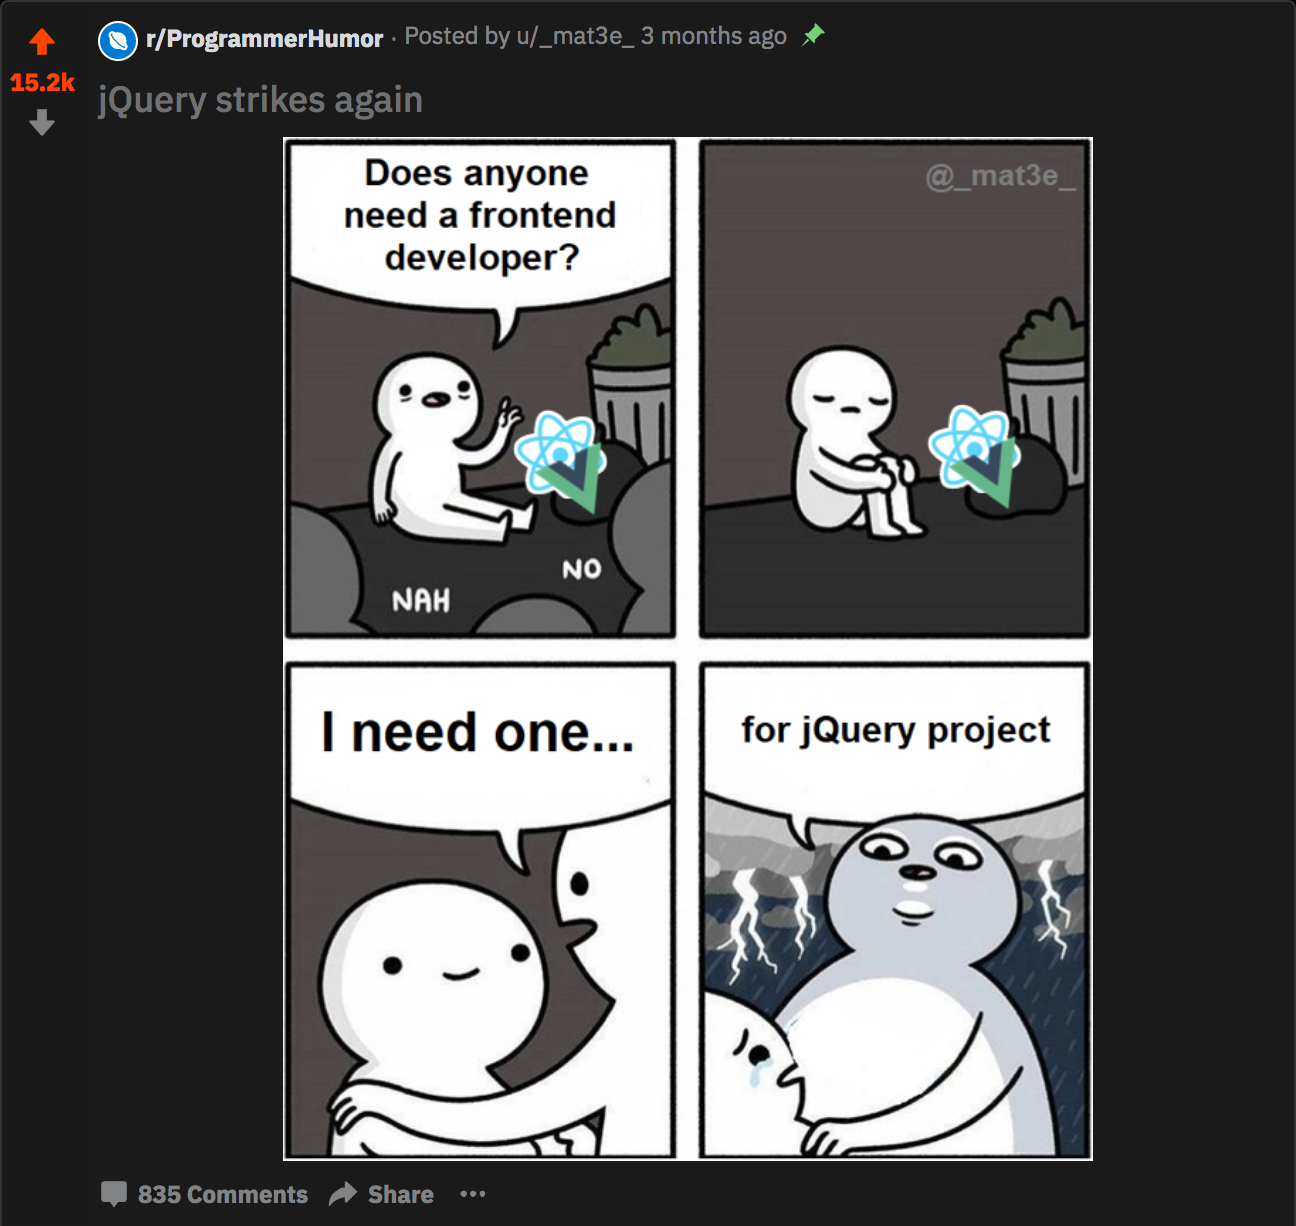 r/ProgrammerHumor · Posted by u/_mat3e_ 3 months ago
15.2k
jQuery strikes again
Does anyone
need a frontend
developer?
NO
NAH
@_mat3e_
I need one...
for jQuery project
835 Comments Share ...